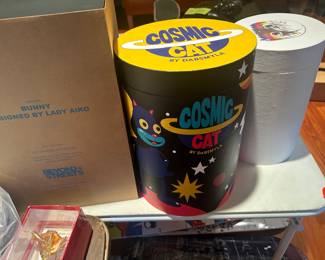 BUNNY
SIGNED BY LADY AIKO
COSMIC
CAT
BY DABSMYLA
COSMIC
CAT
BY DABSMYLA